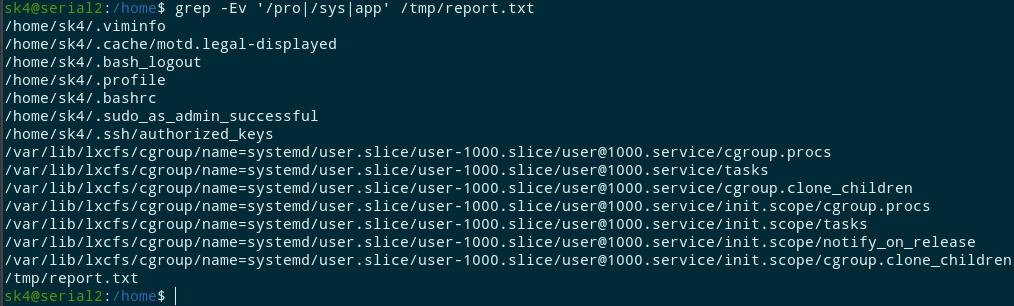 sk4@serial2:/home$ grep -Ev '/pro|/sys|app' /tmp/report.txt
/home/sk4/.viminfo
/home/sk4/.cache/motd.legal-displayed
/home/sk4/.bash_logout
/home/sk4/.profile
/home/sk4/.bashrc
/home/sk4/.sudo_as_admin_successful
/home/sk4/.ssh/authorized_keys
/var/lib/lxcfs/cgroup/name=systemd/user.slice/user-1000.slice/user@1000.service/cgroup.procs
/var/lib/lxcfs/cgroup/name=systemd/user.slice/user-1000.slice/user@1000.service/tasks
/var/lib/lxcfs/cgroup/name=systemd/user.slice/user-1000.slice/user@1000.service/cgroup.clone_children
/var/lib/lxcfs/cgroup/name=systemd/user.slice/user-1000.slice/user@1000.service/init.scope/cgroup.procs
/var/lib/lxcfs/cgroup/name=systemd/user.slice/user-1000.slice/user@1000.service/init.scope/tasks
/var/lib/lxcfs/cgroup/name=systemd/user.slice/user-1000.slice/user@1000.service/init.scope/notify_on_release
/var/lib/lxcfs/cgroup/name=systemd/user.slice/user-1000.slice/user@1000.service/init.scope/cgroup.clone_children
/tmp/report.txt
sk4@serial2:/home$